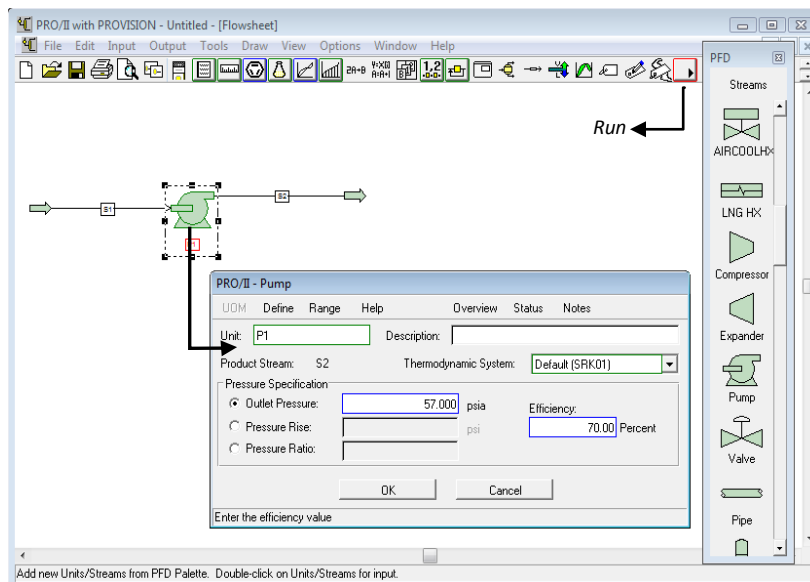 PRO/II with PROVISION - Untitled - [Flowsheet]
File Edit Input Output Tools Draw View Options Window Help
2A+B
1.2
PFD
Streams
Run
AIRCOOLHX
S1
S2
LNG HX
P1
Compressor
PRO/II - Pump
UOM Define Range Help Overview Status Notes
Unit: P1 Description:
Expander
Product Stream: S2 Thermodynamic System: Default (SRK01)
Pressure Specification
Outlet Pressure: 57.000 psia Efficiency:
Pump
Pressure Rise: psi 70.00 Percent
Pressure Ratio:
Valve
OK Cancel
Enter the efficiency value
Pipe
Add new Units/Streams from PFD Palette. Double-click on Units/Streams for input.